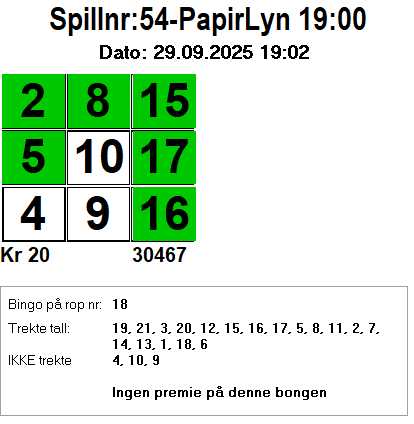 Spillnr:54-PapirLyn 19:00
Dato: 29.09.2025 19:02
2 8 15
5 10 17
4 9 16
Kr 20 30467
Bingo på rop nr: 18
Trekte tall: 19, 21, 3, 20, 12, 15, 16, 17, 5, 8, 11, 2, 7,
14, 13, 1, 18, 6
IKKE trekte 4, 10, 9
Ingen premie på denne bongen